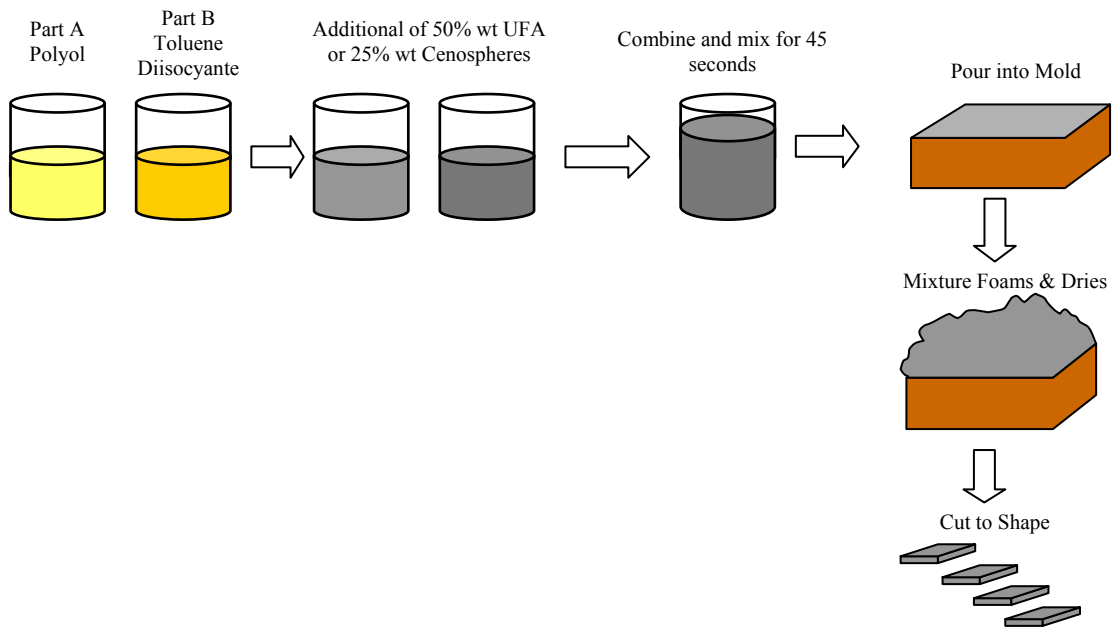 Part A
Polyol
Part B
Toluene
Diisocyante
Additional of 50% wt UFA
or 25% wt Cenospheres
Combine and mix for 45
seconds
Pour into Mold
Mixture Foams & Dries
Cut to Shape